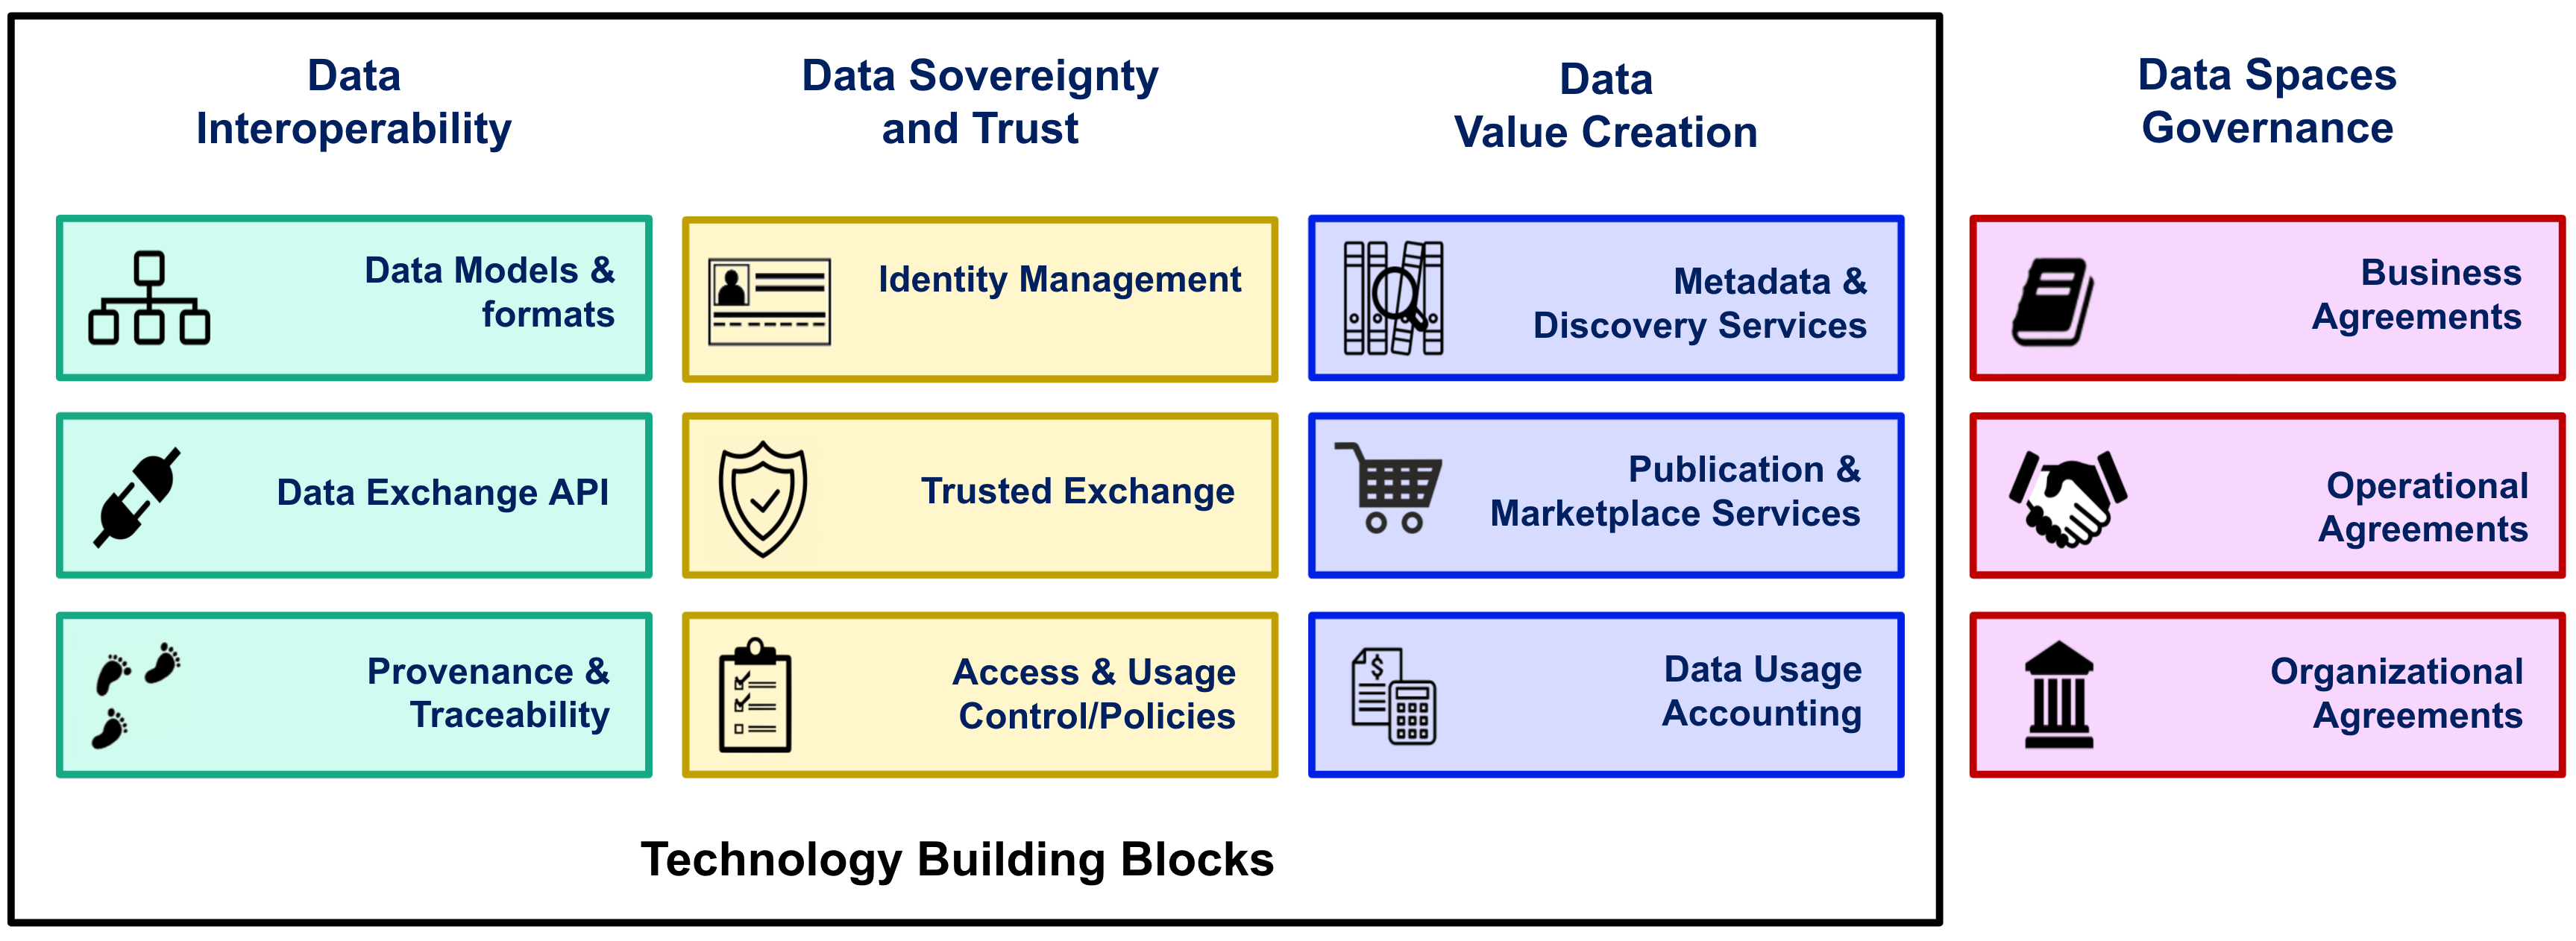 Data
Interoperability
Data Models &
formats
Data Exchange API
Provenance &
Traceability
Data Sovereignty
and Trust
Identity Management
Trusted Exchange
Access & Usage
Control/Policies
Data
Value Creation
Metadata &
Discovery Services
Publication &
Marketplace Services
$
Data Usage
Accounting
Technology Building Blocks
Data Spaces
Governance
Business
Agreements
Operational
Agreements
Organizational
Agreements